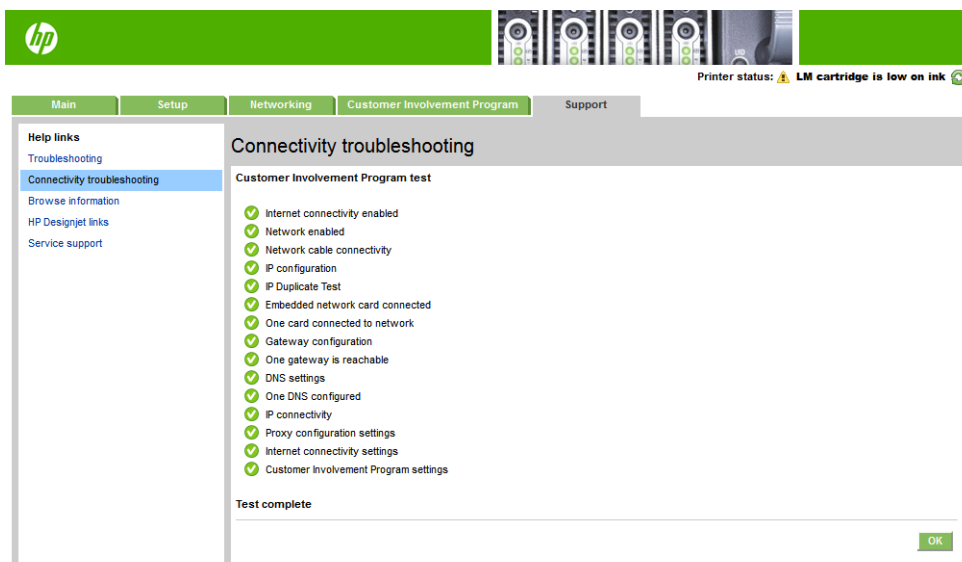 hp
UID
Printer status: LM cartridge is low on ink
Main Setup Networking Customer Involvement Program Support
Help links
Troubleshooting
Connectivity troubleshooting
Browse information
HP Designjet links
Service support
Connectivity troubleshooting
Customer Involvement Program test
Internet connectivity enabled
Network enabled
Network cable connectivity
IP configuration
IP Duplicate Test
Embedded network card connected
One card connected to network
Gateway configuration
One gateway is reachable
DNS settings
One DNS configured
IP connectivity
Proxy configuration settings
Internet connectivity settings
Customer Involvement Program settings
Test complete
OK